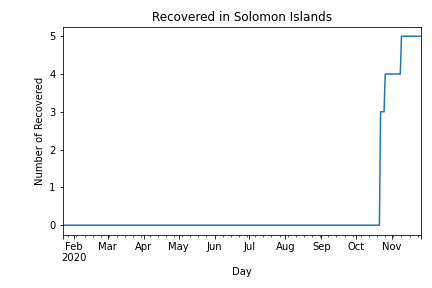 Recovered in Solomon Islands
Number of Recovered
5
4
3
2
1
0
Feb Mar Apr May Jun Jul Aug Sep Oct Nov
2020
Day